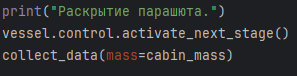 print("Раскрытие парашюта.")
vessel.control.activate_next_stage()
collect_data(mass=cabin_mass)